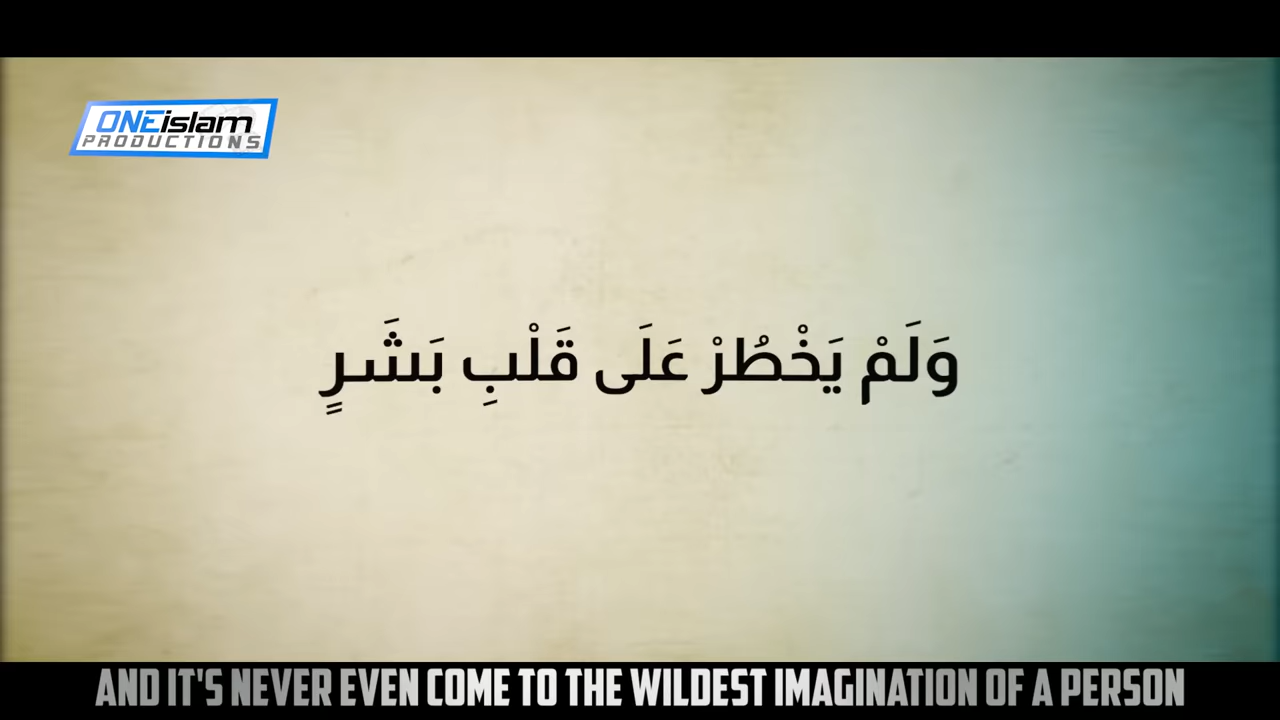 ONEislam
PRODUCTIONS
وَلَمْ يَخْطُرْ عَلَى قَلْبِ بَشَرٍ
AND IT'S NEVER EVEN COME TO THE WILDEST IMAGINATION OF A PERSON